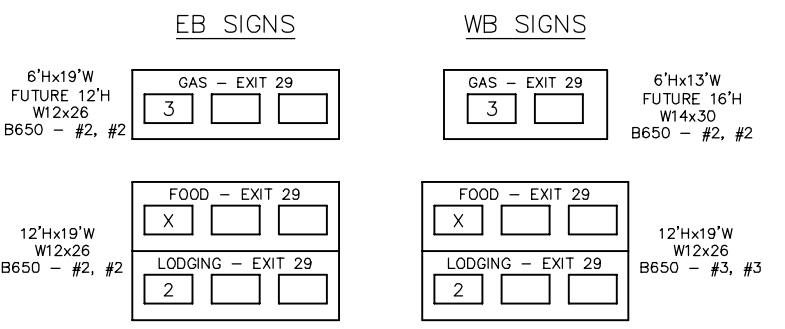 EB SIGNS
WB SIGNS
6'Hx19'W
FUTURE 12'H
W12x26
B650 - #2, #2
GAS - EXIT 29
3
GAS - EXIT 29
3
6'Hx13'W
FUTURE 16'H
W14x30
B650 - #2, #2
12'Hx19'W
W12x26
B650 - #2, #2
FOOD - EXIT 29
X
LODGING - EXIT 29
2
FOOD - EXIT 29
X
LODGING - EXIT 29
2
12'Hx19'W
W12x26
B650 - #3, #3